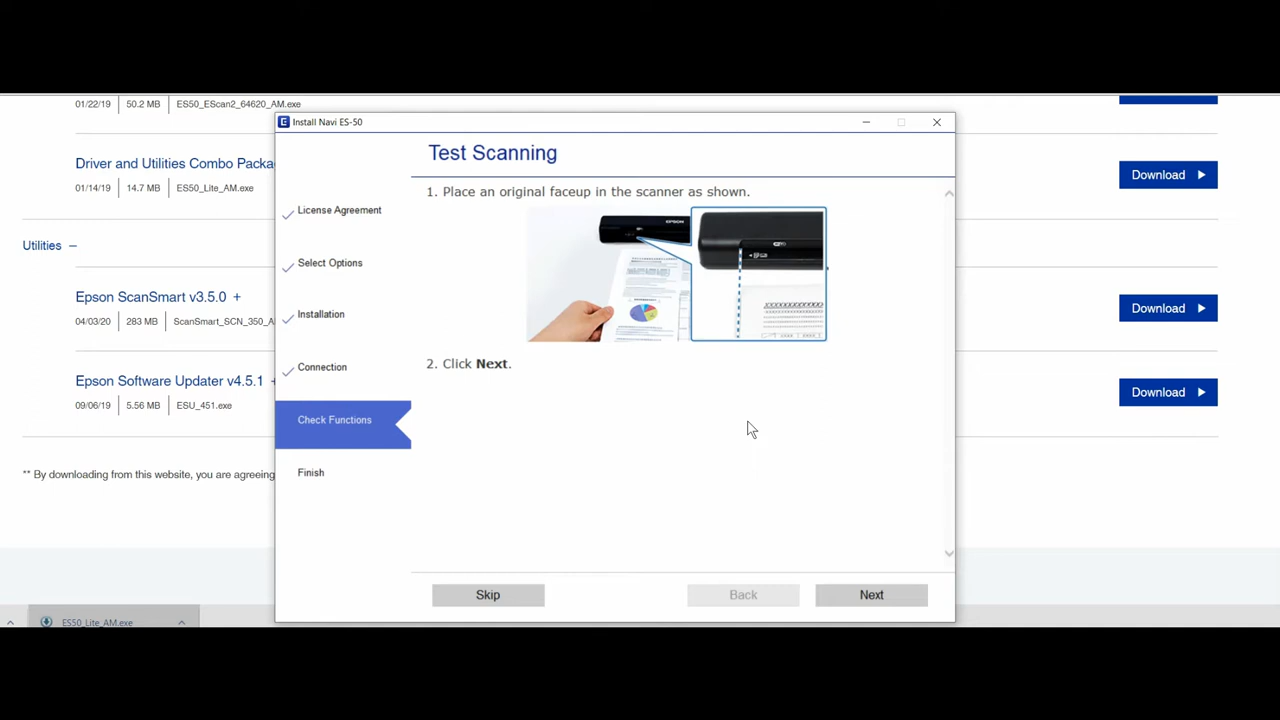 01/22/19 50.2 MB ES50_EScan2_64620_AM.exe
Driver and Utilities Combo Packa
01/14/19 14.7 MB ES50_Lite_AM.exe
Download
Utilities –
Epson ScanSmart v3.5.0 +
04/03/20 283 MB ScanSmart_SCN_350_A
Download
Epson Software Updater v4.5.1 +
09/06/19 5.56 MB ESU_451.exe
Download
** By downloading from this website, you are agreeing
ES50_Lite_AM.exe
E Install Navi ES-50
License Agreement
Select Options
Installation
Connection
Check Functions
Finish
Test Scanning
1. Place an original faceup in the scanner as shown.
EPSON
2. Click Next.
Skip
Back
Next